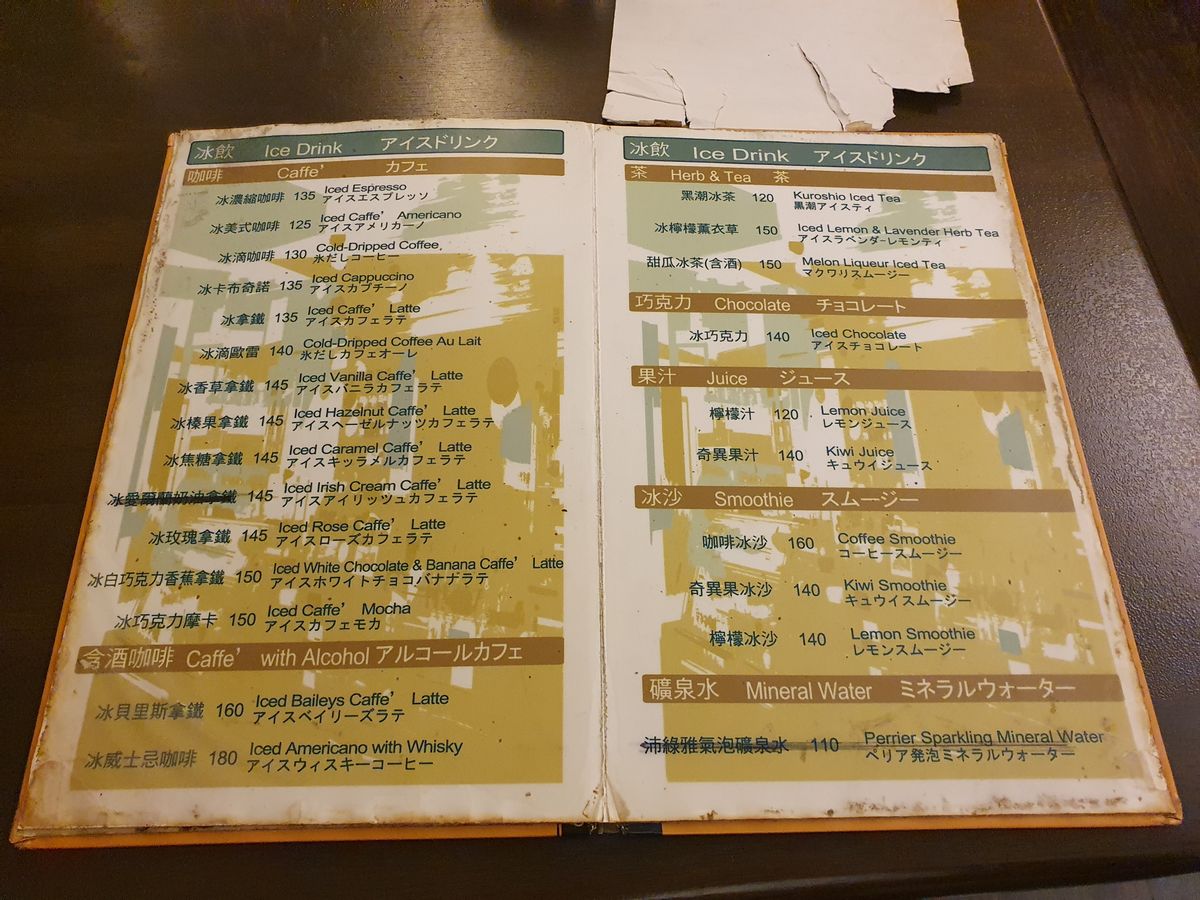 冰飲 Ice Drink アイスドリンク
咖啡 Caffe' カフェ
冰濃縮咖啡 135 Iced Espresso
アイスエスプレッソ
冰美式咖啡 125 Iced Caffe' Americano
アイスアメリカーノ
冰滴咖啡 130 Cold-Dripped Coffee
氷だしコーヒー
冰卡布奇諾 135 Iced Cappuccino
アイスカプチーノ
冰拿鐵 135 Iced Caffe' Latte
アイスカフェラテ
冰滴歐雷 140 Cold-Dripped Coffee Au Lait
氷だしカフェオーレ
冰香草拿鐵 145 Iced Vanilla Caffe' Latte
アイスバニラカフェラテ
冰榛果拿鐵 145 Iced Hazelnut Caffe' Latte
アイスヘーゼルナッツカフェラテ
冰焦糖拿鐵 145 Iced Caramel Caffe' Latte
アイスキャラメルカフェラテ
冰愛爾蘭奶油拿鐵 145 Iced Irish Cream Caffe' Latte
アイスアイリッシュカフェラテ
冰玫瑰拿鐵 145 Iced Rose Caffe' Latte
アイスローズカフェラテ
冰白巧克力香蕉拿鐵 150 Iced White Chocolate & Banana Caffe' Latte
アイスホワイトチョコバナナラテ
冰巧克力摩卡 150 Iced Caffe' Mocha
アイスカフェモカ
含酒咖啡 Caffe' with Alcohol アルコールカフェ
冰貝里斯拿鐵 160 Iced Baileys Caffe' Latte
アイスベイリーズラテ
冰威士忌咖啡 180 Iced Americano with Whisky
アイスウィスキーコーヒー
冰飲 Ice Drink アイスドリンク
茶 Herb & Tea 茶
黑潮冰茶 120 Kuroshio Iced Tea
黒潮アイスティ
冰檸檬薰衣草 150 Iced Lemon & Lavender Herb Tea
アイスラベンダーレモンティ
甜瓜冰茶(含酒) 150 Melon Liqueur Iced Tea
マクワリスムージー
巧克力 Chocolate チョコレート
冰巧克力 140 Iced Chocolate
アイスチョコレート
果汁 Juice ジュース
檸檬汁 120 Lemon Juice
レモンジュース
奇異果汁 140 Kiwi Juice
キュウイジュース
冰沙 Smoothie スムージー
咖啡冰沙 160 Coffee Smoothie
コーヒースムージー
奇異果冰沙 140 Kiwi Smoothie
キュウイスムージー
檸檬冰沙 140 Lemon Smoothie
レモンスムージー
礦泉水 Mineral Water ミネラルウォーター
沛綠雅氣泡礦泉水 110 Perrier Sparkling Mineral Water
ペリア発泡ミネラルウォーター